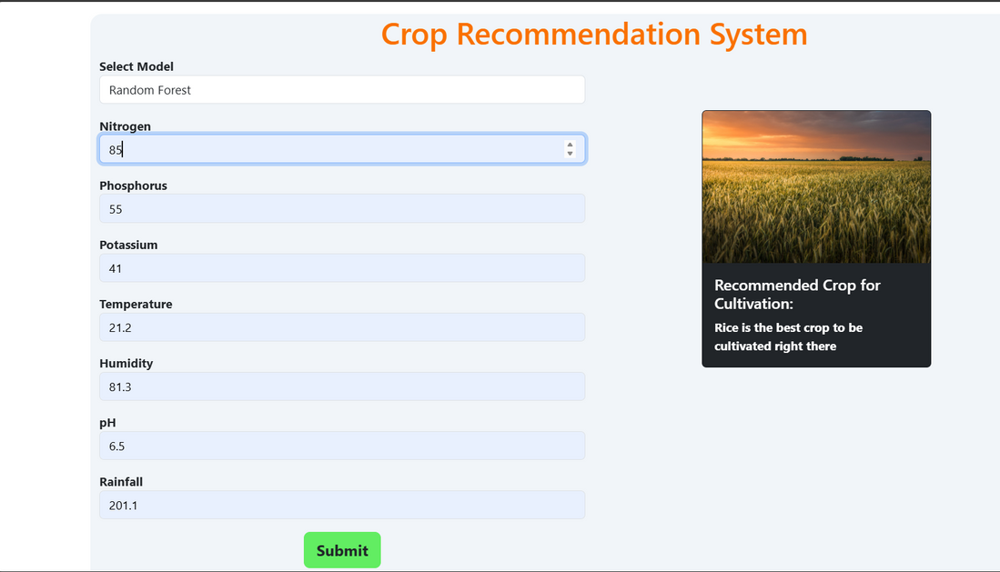 Crop Recommendation System
Select Model
Random Forest
Nitrogen
85
Phosphorus
55
Potassium
41
Temperature
21.2
Humidity
81.3
pH
6.5
Rainfall
201.1
Submit
Recommended Crop for
Cultivation:
Rice is the best crop to be
cultivated right there